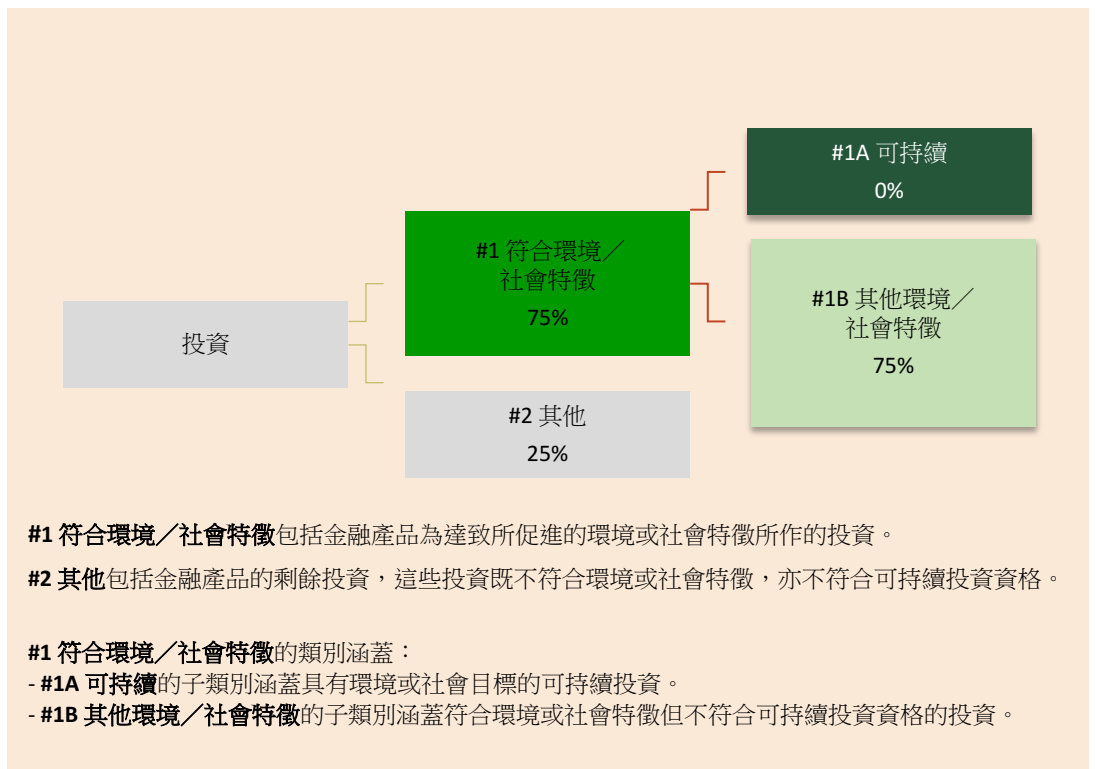 #1A 可持續
0%
#1 符合環境／
社會特徵
75%
#1B 其他環境／
社會特徵
75%
投資
#2 其他
25%
#1 符合環境／社會特徵包括金融產品為達致所促進的環境或社會特徵所作的投資。
#2 其他包括金融產品的剩餘投資，這些投資既不符合環境或社會特徵，亦不符合可持續投資資格。
#1 符合環境／社會特徵的類別涵蓋：
- #1A 可持續的子類別涵蓋具有環境或社會目標的可持續投資。
- #1B 其他環境／社會特徵的子類別涵蓋符合環境或社會特徵但不符合可持續投資資格的投資。